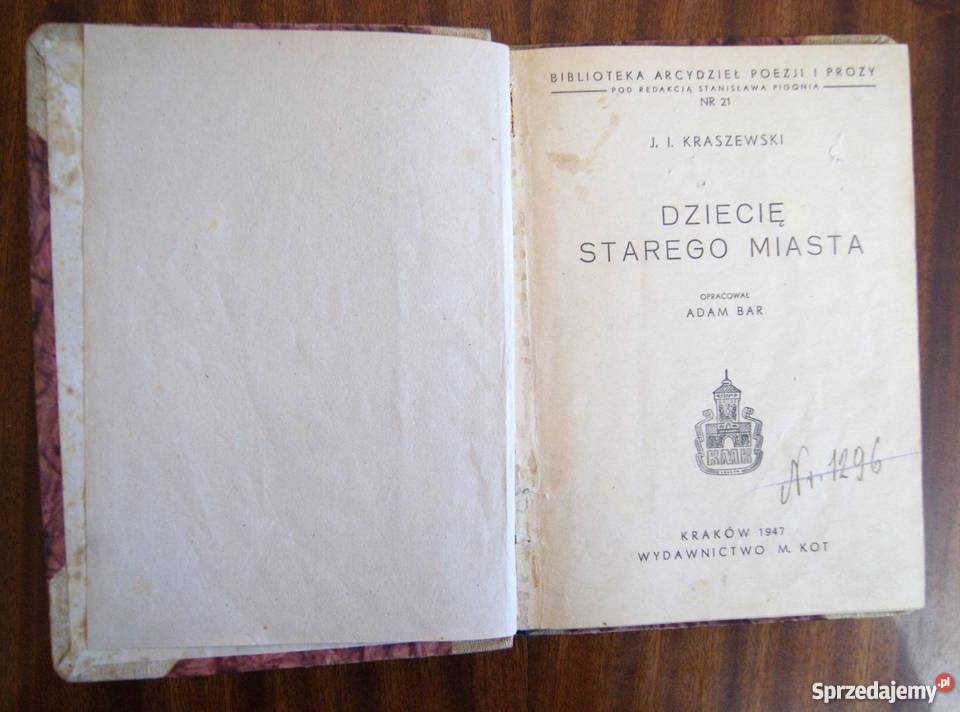 BIBLIOTEKA ARCYDZIEŁ POEZJI I PROZY
POD REDAKCJĄ STANISŁAWA PIGONIA
NR 21
J. I. KRASZEWSKI
DZIECIĘ
STAREGO MIASTA
OPRACOWAŁ
ADAM BAR
KMK
Nr. 1296
KRAKÓW 1947
WYDAWNICTWO M. KOT
Sprzedajemy.pl